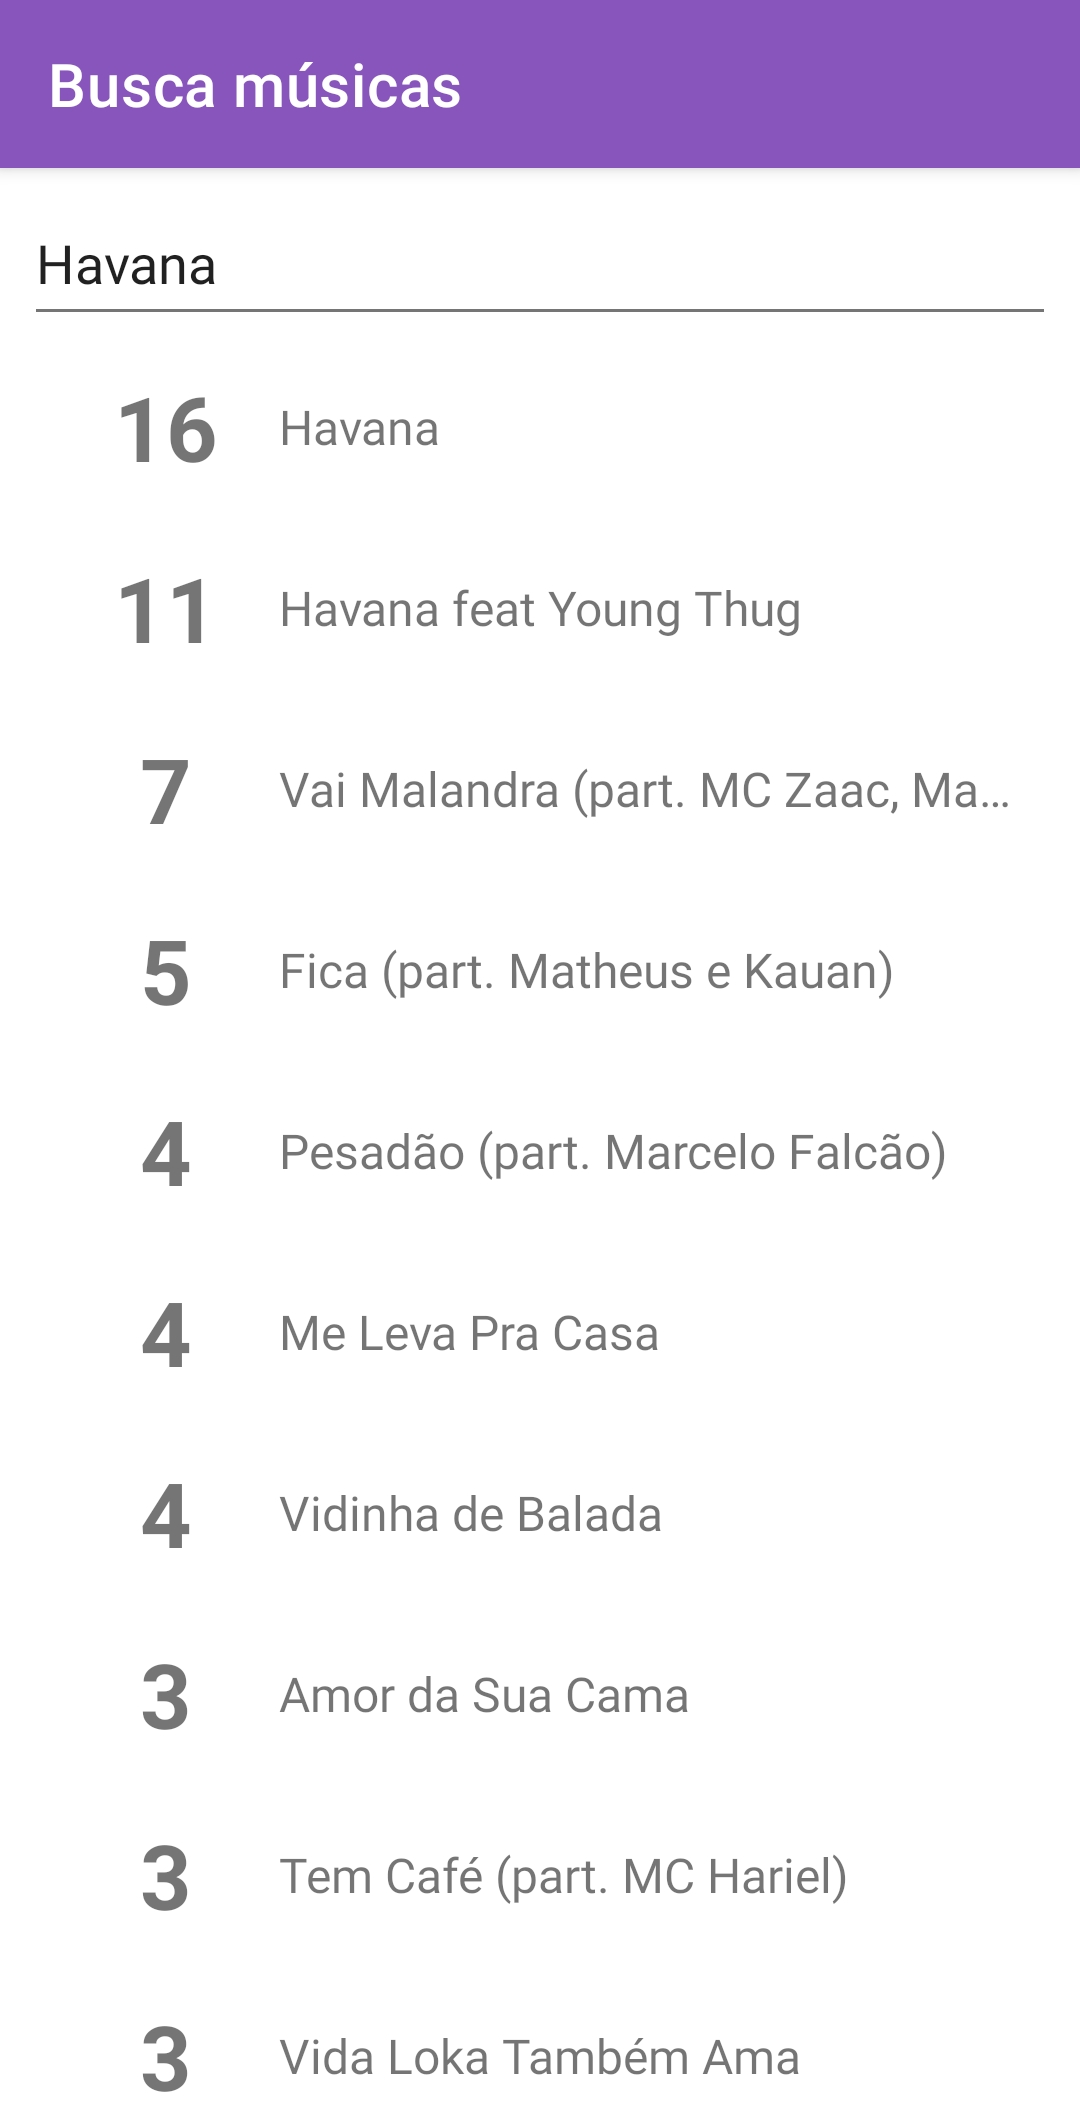 Busca músicas
Havana
16 Havana
11 Havana feat Young Thug
7 Vai Malandra (part. MC Zaac, Ma...
5 Fica (part. Matheus e Kauan)
4 Pesadão (part. Marcelo Falcão)
4 Me Leva Pra Casa
4 Vidinha de Balada
3 Amor da Sua Cama
3 Tem Café (part. MC Hariel)
3 Vida Loka Também Ama